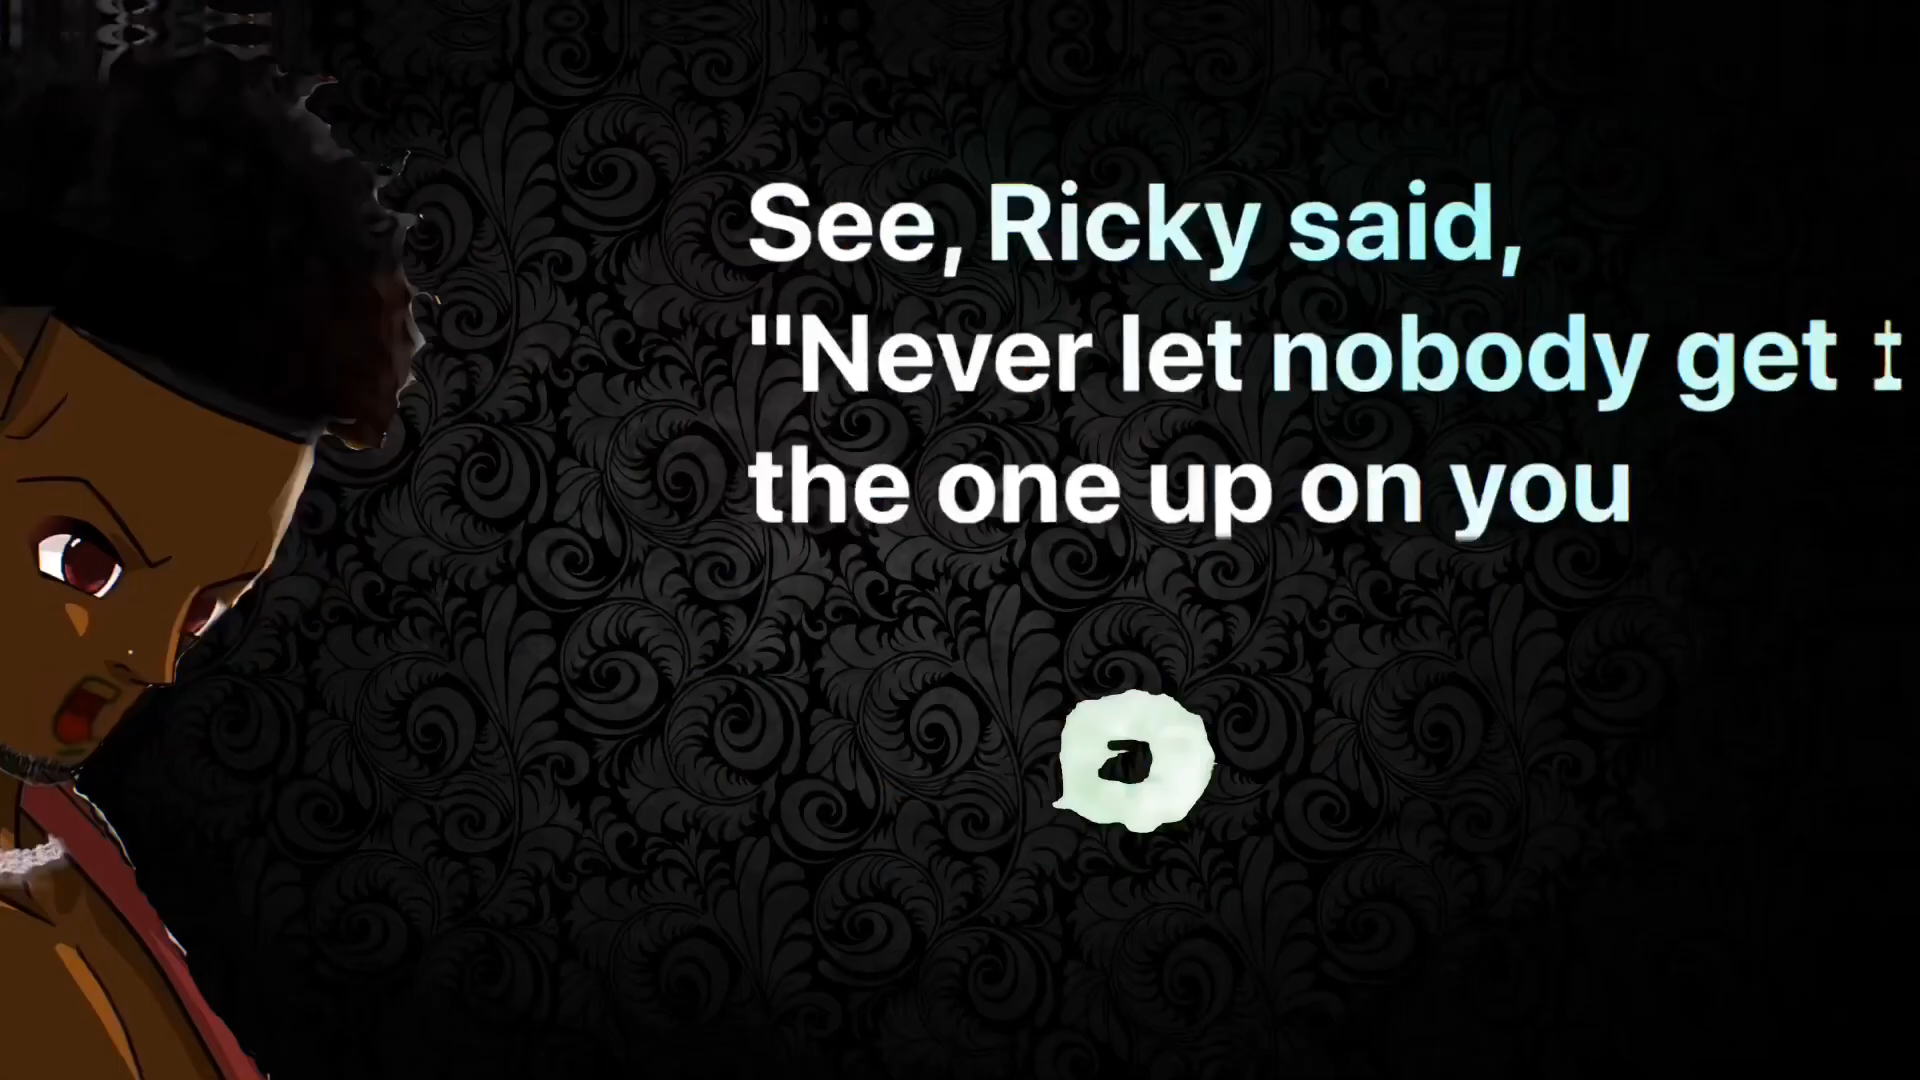 See, Ricky said,
"Never let nobody get
the one up on you